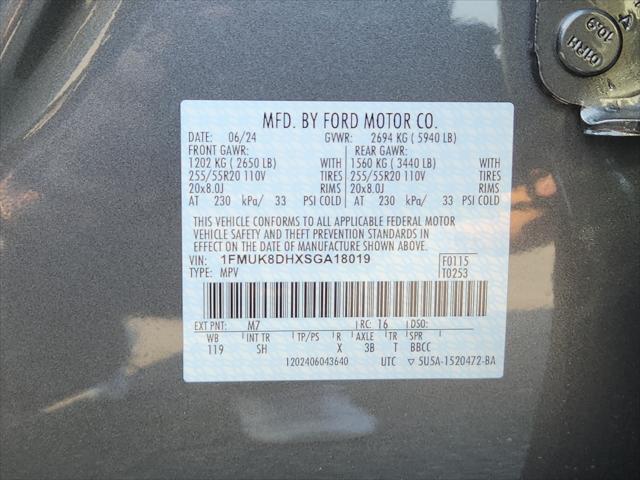 01RH
10.9
MFD. BY FORD MOTOR CO.
DATE: 06/24 GVWR: 2694 KG ( 5940 LB)
FRONT GAWR: REAR GAWR:
1202 KG ( 2650 LB) WITH 1560 KG ( 3440 LB) WITH
255/55R20 110V TIRES 255/55R20 110V TIRES
20x8.0J RIMS 20x8.0J RIMS
AT 230 kPa/ 33 PSI COLD AT 230 kPa/ 33 PSI COLD
THIS VEHICLE CONFORMS TO ALL APPLICABLE FEDERAL MOTOR
VEHICLE SAFETY AND THEFT PREVENTION STANDARDS IN
EFFECT ON THE DATE OF MANUFACTURE SHOWN ABOVE.
VIN: 1FMUK8DHXSGA18019 F0115
TYPE: MPV T0253
EXT PNT: M7 RC: 16 DSO:
WB INT TR TP/PS R AXLE TR SPR
119 SH X 3B T BBCC
1202406043640 UTC ▽ 5U5A-1520472-BA